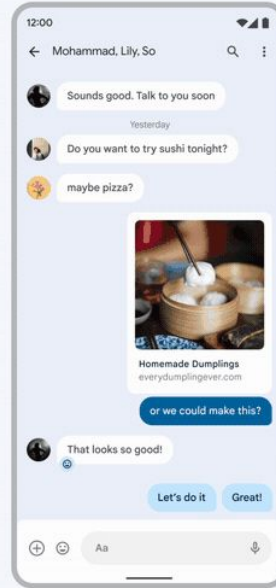 12:00
Mohammad, Lily, So
Sounds good. Talk to you soon
Yesterday
Do you want to try sushi tonight?
maybe pizza?
Homemade Dumplings
everydumplingever.com
or we could make this?
That looks so good!
Let's do it
Great!
Aa